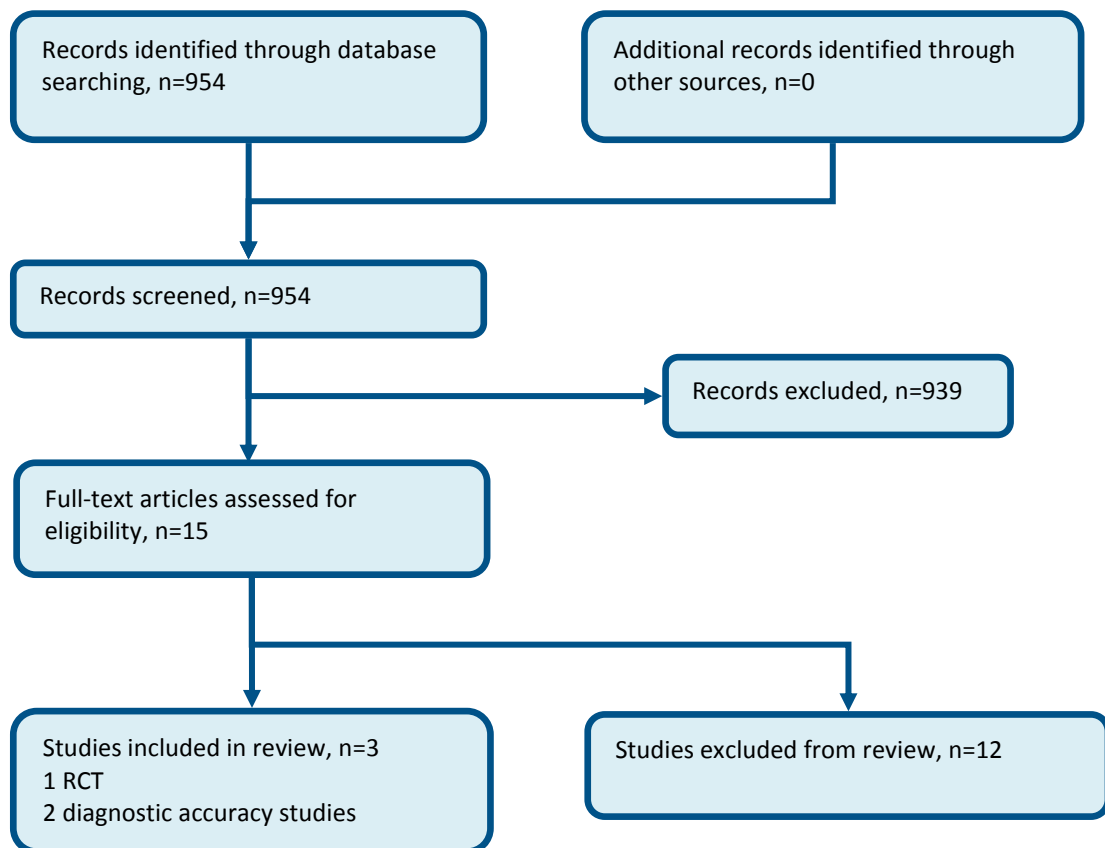 Records identified through database
searching, n=954
Additional records identified through
other sources, n=0
Records screened, n=954
Records excluded, n=939
Full-text articles assessed for
eligibility, n=15
Studies included in review, n=3
1 RCT
2 diagnostic accuracy studies
Studies excluded from review, n=12